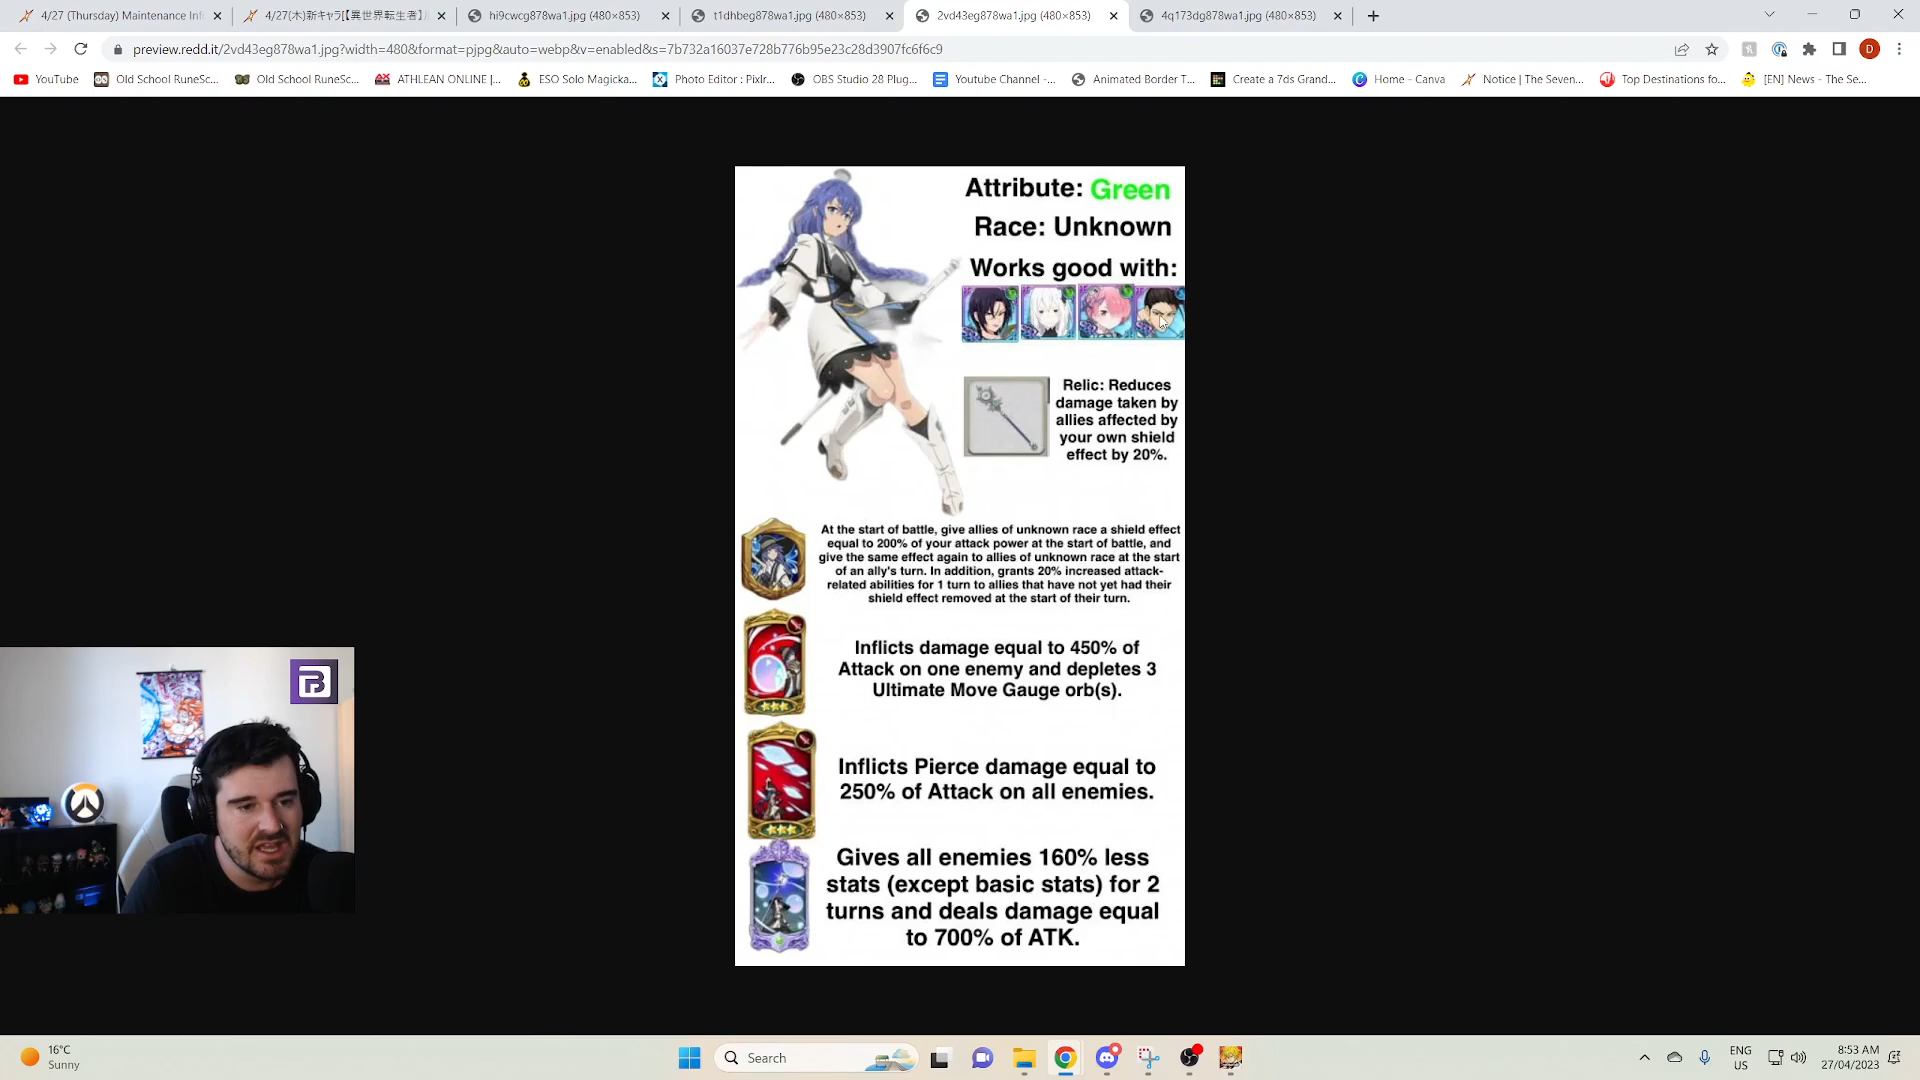 4/27 (Thursday) Maintenance Inf
4/27(木)新キャラ[【異世界転生者】
hi9cwcg878wa1.jpg (480×853)
t1dhbeg878wa1.jpg (480×853)
2vd43eg878wa1.jpg (480×853)
4q173dg878wa1.jpg (480×853)
preview.redd.it/2vd43eg878wa1.jpg?width=480&format=pjpg&auto=webp&v=enabled&s=7b732a16037e728b776b95e23c28d3907fc6f6c9
D
YouTube
Old School RuneSc...
Old School RuneSc...
ATHLEAN ONLINE |...
ESO Solo Magicka...
Photo Editor : Pixlr...
OBS Studio 28 Plug...
Youtube Channel -...
Animated Border T...
Create a 7ds Grand...
Home - Canva
Notice | The Seven...
Top Destinations fo...
[EN] News - The Se...
Attribute: Green
Race: Unknown
Works good with:
Relic: Reduces
damage taken by
allies affected by
your own shield
effect by 20%.
At the start of battle, give allies of unknown race a shield effect
equal to 200% of your attack power at the start of battle, and
give the same effect again to allies of unknown race at the start
of an ally's turn. In addition, grants 20% increased attack-
related abilities for 1 turn to allies that have not yet had their
shield effect removed at the start of their turn.
Inflicts damage equal to 450% of
Attack on one enemy and depletes 3
Ultimate Move Gauge orb(s).
Inflicts Pierce damage equal to
250% of Attack on all enemies.
Gives all enemies 160% less
stats (except basic stats) for 2
turns and deals damage equal
to 700% of ATK.
16°C
Sunny
Search
ENG
US
8:53 AM
27/04/2023